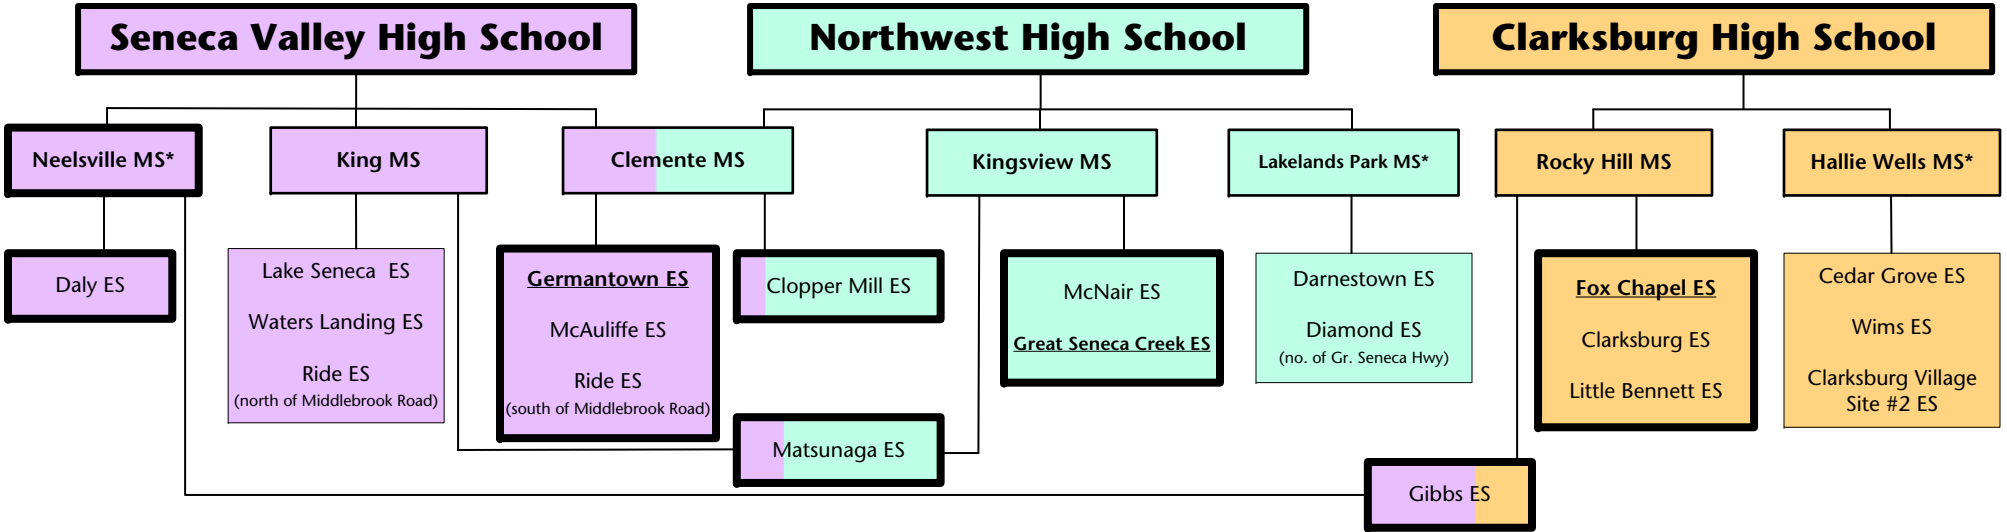 Seneca Valley High School
Northwest High School
Clarksburg High School
Neelsville MS*
King MS
Clemente MS
Kingsview MS
Lakelands Park MS*
Rocky Hill MS
Hallie Wells MS*
Daly ES
Lake Seneca ES
Waters Landing ES
Ride ES
(north of Middlebrook Road)
Germantown ES
McAuliffe ES
Ride ES
(south of Middlebrook Road)
Clopper Mill ES
McNair ES
Great Seneca Creek ES
Darnestown ES
Diamond ES
(no. of Gr. Seneca Hwy)
Fox Chapel ES
Clarksburg ES
Little Bennett ES
Cedar Grove ES
Wims ES
Clarksburg Village
Site #2 ES
Matsunaga ES
Gibbs ES